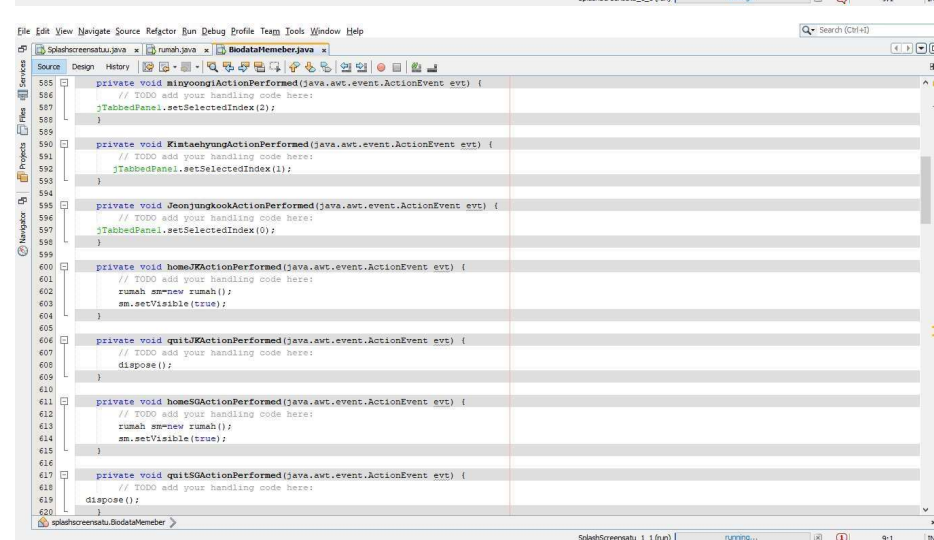 SplashScreensatu_1_1 (run)
File Edit View Navigate Source Refactor Run Debug Profile Team Tools Window Help
Search (Ctrl+I)
Splashscreensatuu.java x rumah.java x BiodataMemeber.java x
Source Design History
Services
Files
Projects
Navigator
585 private void minyoongiActionPerformed(java.awt.event.ActionEvent evt) {
586 // TODO add your handling code here:
587 jTabbedPane1.setSelectedIndex(2);
588 }
589
590 private void KimtaehyungActionPerformed(java.awt.event.ActionEvent evt) {
591 // TODO add your handling code here:
592 jTabbedPane1.setSelectedIndex(1);
593 }
594
595 private void JeonjungkookActionPerformed(java.awt.event.ActionEvent evt) {
596 // TODO add your handling code here:
597 jTabbedPane1.setSelectedIndex(0);
598 }
599
600 private void homeJKActionPerformed(java.awt.event.ActionEvent evt) {
601 // TODO add your handling code here:
602 rumah sm=new rumah();
603 sm.setVisible(true);
604 }
605
606 private void quitJKActionPerformed(java.awt.event.ActionEvent evt) {
607 // TODO add your handling code here:
608 dispose();
609 }
610
611 private void homeSGActionPerformed(java.awt.event.ActionEvent evt) {
612 // TODO add your handling code here:
613 rumah sm=new rumah();
614 sm.setVisible(true);
615 }
616
617 private void quitSGActionPerformed(java.awt.event.ActionEvent evt) {
618 // TODO add your handling code here:
619 dispose();
620 }
splashscreensatu.BiodataMemeber
SplashScreensatu_1_1 (run) running... 1 9:1